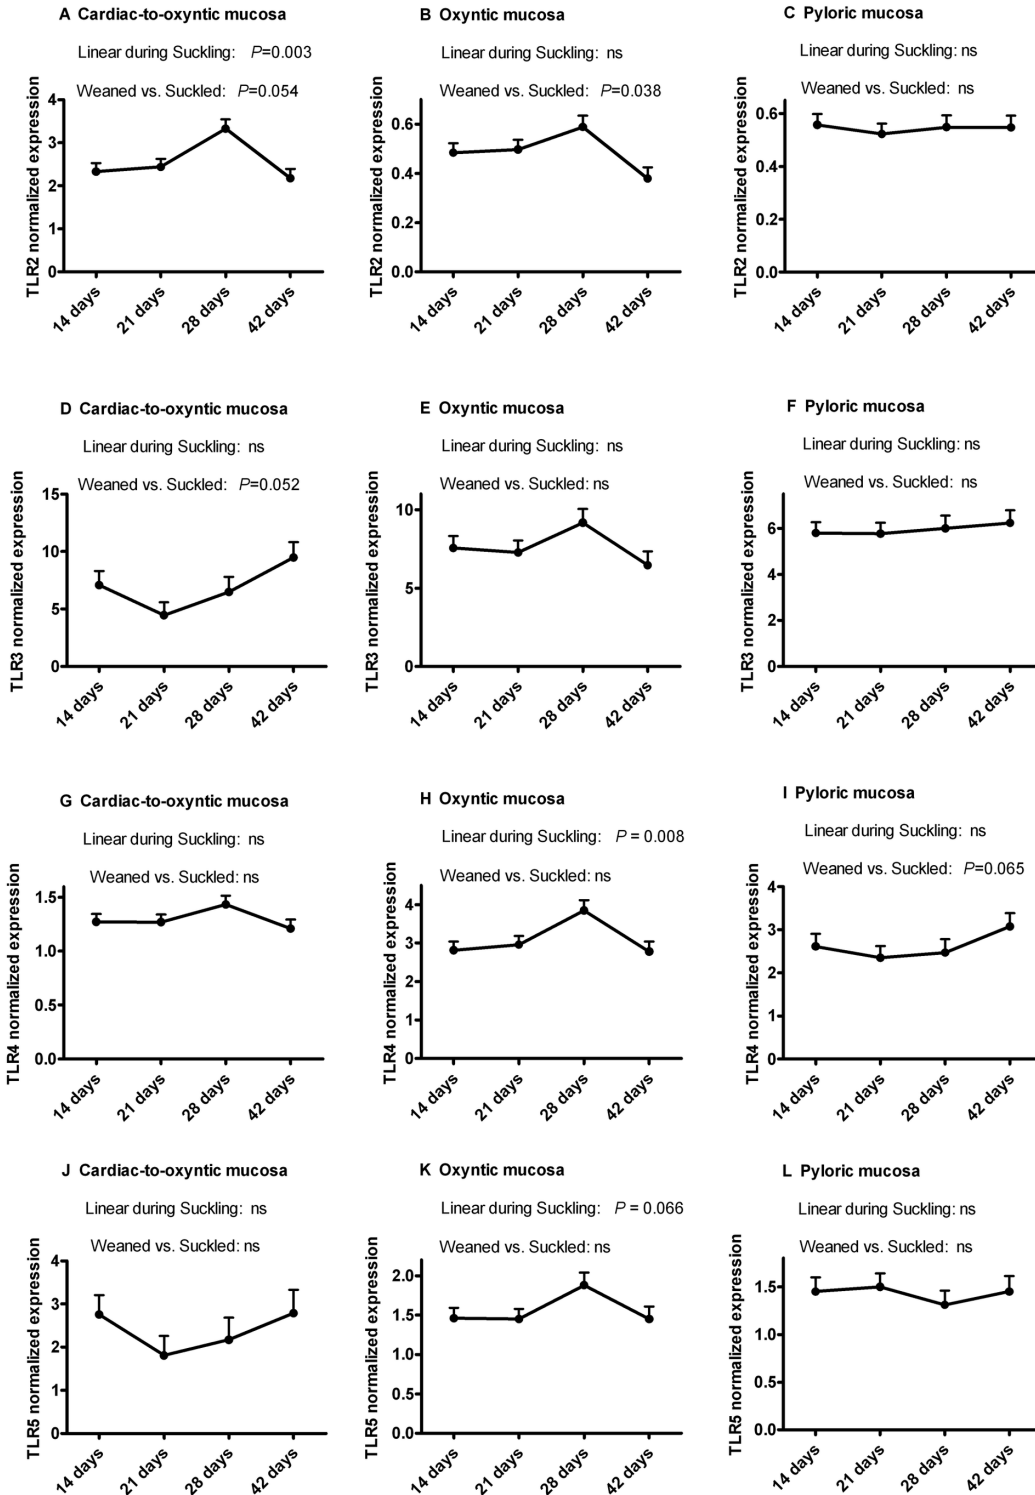 A Cardiac-to-oxyntic mucosa
Linear during Suckling: P=0.003
Weaned vs. Suckled: P=0.054
TLR2 normalized expression
4
3
2
1
0
14 days
21 days
28 days
42 days
B Oxyntic mucosa
Linear during Suckling: ns
Weaned vs. Suckled: P=0.038
TLR2 normalized expression
0.6
0.4
0.2
0.0
14 days
21 days
28 days
42 days
C Pyloric mucosa
Linear during Suckling: ns
Weaned vs. Suckled: ns
TLR2 normalized expression
0.6
0.4
0.2
0.0
14 days
21 days
28 days
42 days
D Cardiac-to-oxyntic mucosa
Linear during Suckling: ns
Weaned vs. Suckled: P=0.052
TLR3 normalized expression
15
10
5
0
14 days
21 days
28 days
42 days
E Oxyntic mucosa
Linear during Suckling: ns
Weaned vs. Suckled: ns
TLR3 normalized expression
10
5
0
14 days
21 days
28 days
42 days
F Pyloric mucosa
Linear during Suckling: ns
Weaned vs. Suckled: ns
TLR3 normalized expression
6
4
2
0
14 days
21 days
28 days
42 days
G Cardiac-to-oxyntic mucosa
Linear during Suckling: ns
Weaned vs. Suckled: ns
TLR4 normalized expression
1.5
1.0
0.5
0.0
14 days
21 days
28 days
42 days
H Oxyntic mucosa
Linear during Suckling: P = 0.008
Weaned vs. Suckled: ns
TLR4 normalized expression
4
3
2
1
0
14 days
21 days
28 days
42 days
I Pyloric mucosa
Linear during Suckling: ns
Weaned vs. Suckled: P=0.065
TLR4 normalized expression
4
3
2
1
0
14 days
21 days
28 days
42 days
J Cardiac-to-oxyntic mucosa
Linear during Suckling: ns
Weaned vs. Suckled: ns
TLR5 normalized expression
4
3
2
1
0
14 days
21 days
28 days
42 days
K Oxyntic mucosa
Linear during Suckling: P = 0.066
Weaned vs. Suckled: ns
TLR5 normalized expression
2.0
1.5
1.0
0.5
0.0
14 days
21 days
28 days
42 days
L Pyloric mucosa
Linear during Suckling: ns
Weaned vs. Suckled: ns
TLR5 normalized expression
1.5
1.0
0.5
0.0
14 days
21 days
28 days
42 days